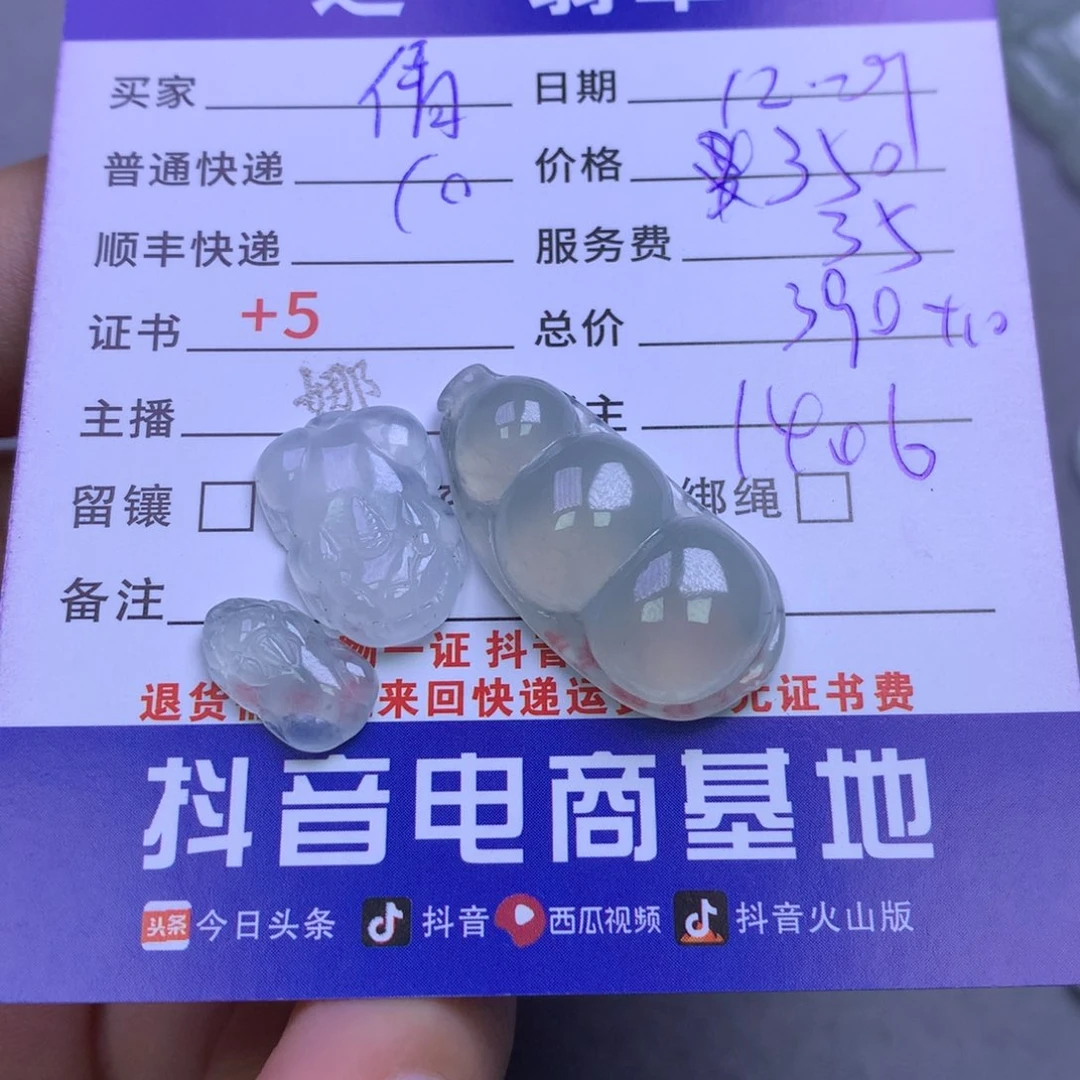 买家 倩 日期 12.29
普通快递 10 价格 350
顺丰快递 服务费 35
证书 +5 总价 390+10
主播 娜 主 1406
留镶 绑绳
备注
一证 抖音
退货 来回快递运 元证书费
抖音电商基地
头条 今日头条 抖音 西瓜视频 抖音火山版